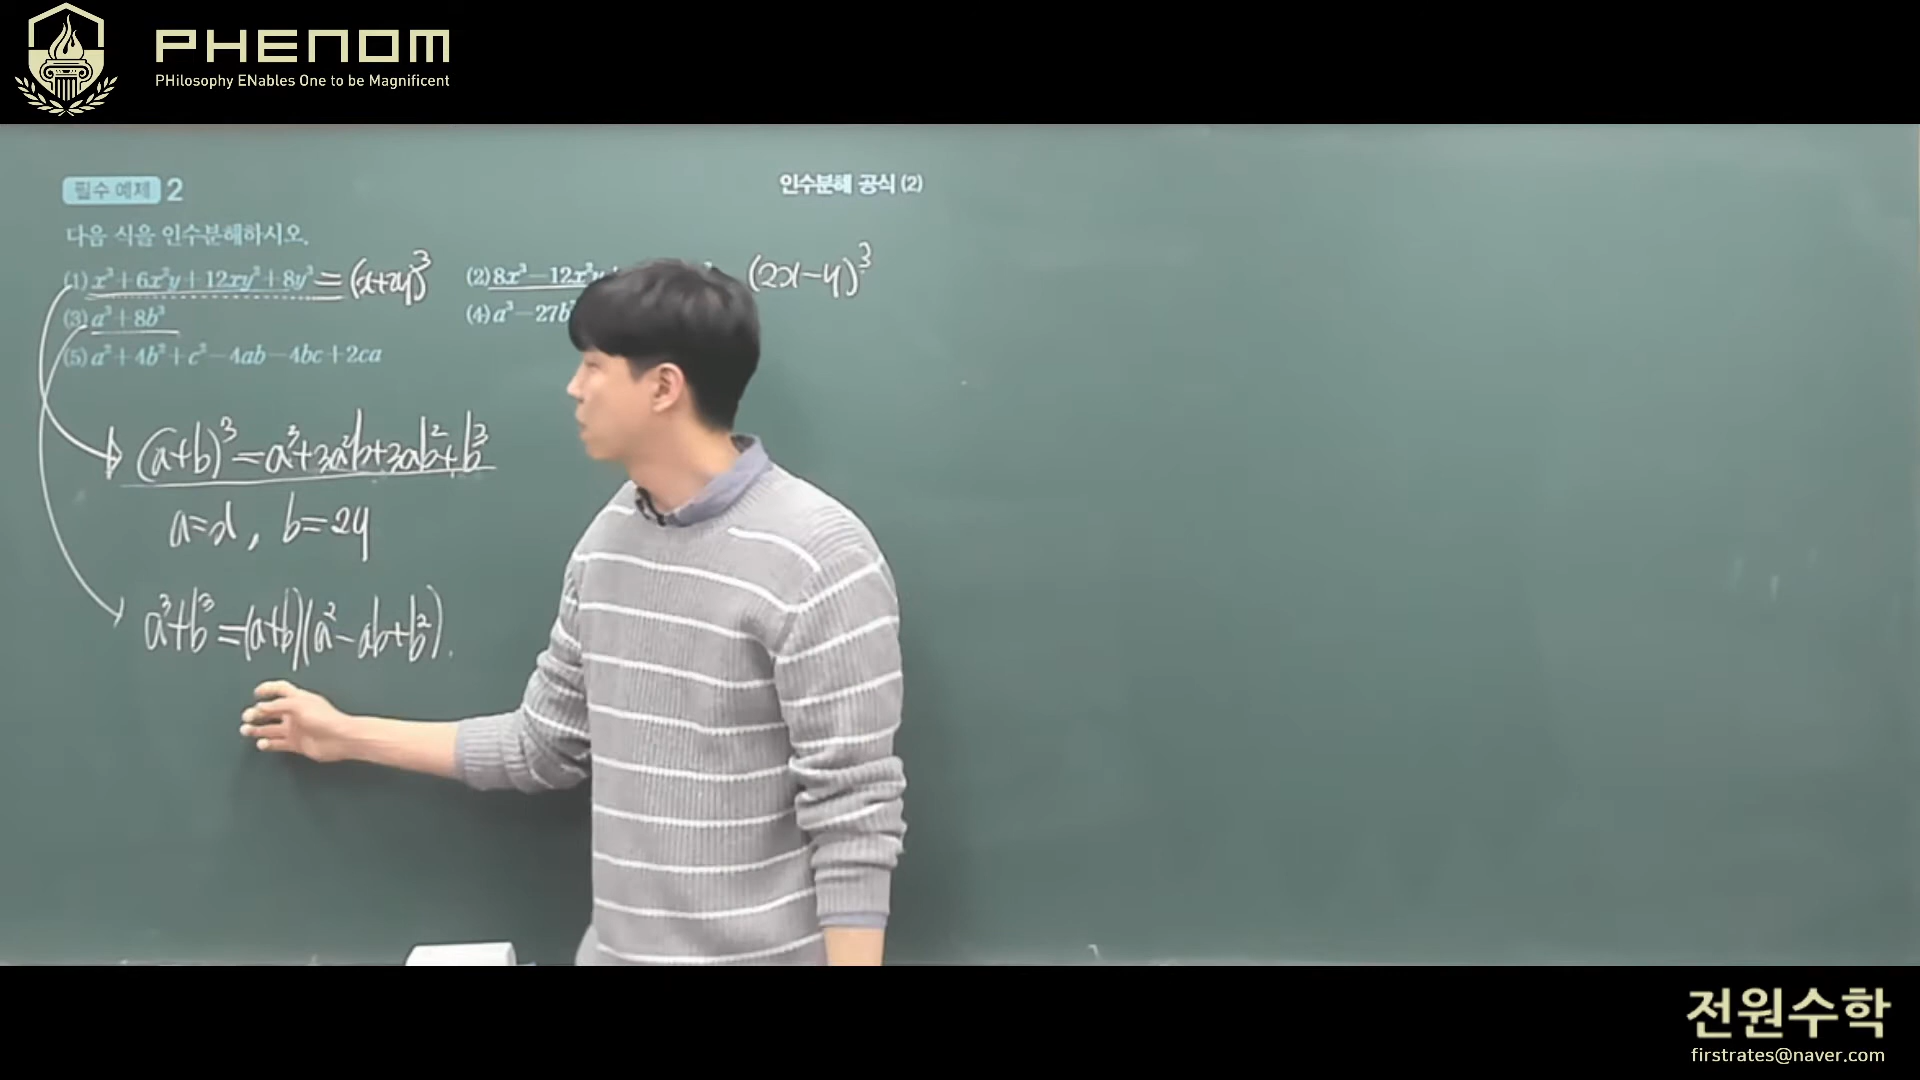 PHENOM
PHilosophy ENables One to be Magnificent
필수 예제 2
인수분해 공식 (2)
다음 식을 인수분해하시오.
(1) x³+6x²y+12xy²+8y³ =(x+2y)³
(2) 8x³-12x²y (2x-y)³
(3) a³+8b³
(4) a³-27b
(5) a²+4b²+c²-4ab-4bc+2ca
(a+b)³=a³+3a²b+3ab²+b³
a=x, b=2y
a³+b³=(a+b)(a²-ab+b²).
전원수학
firstrates@naver.com